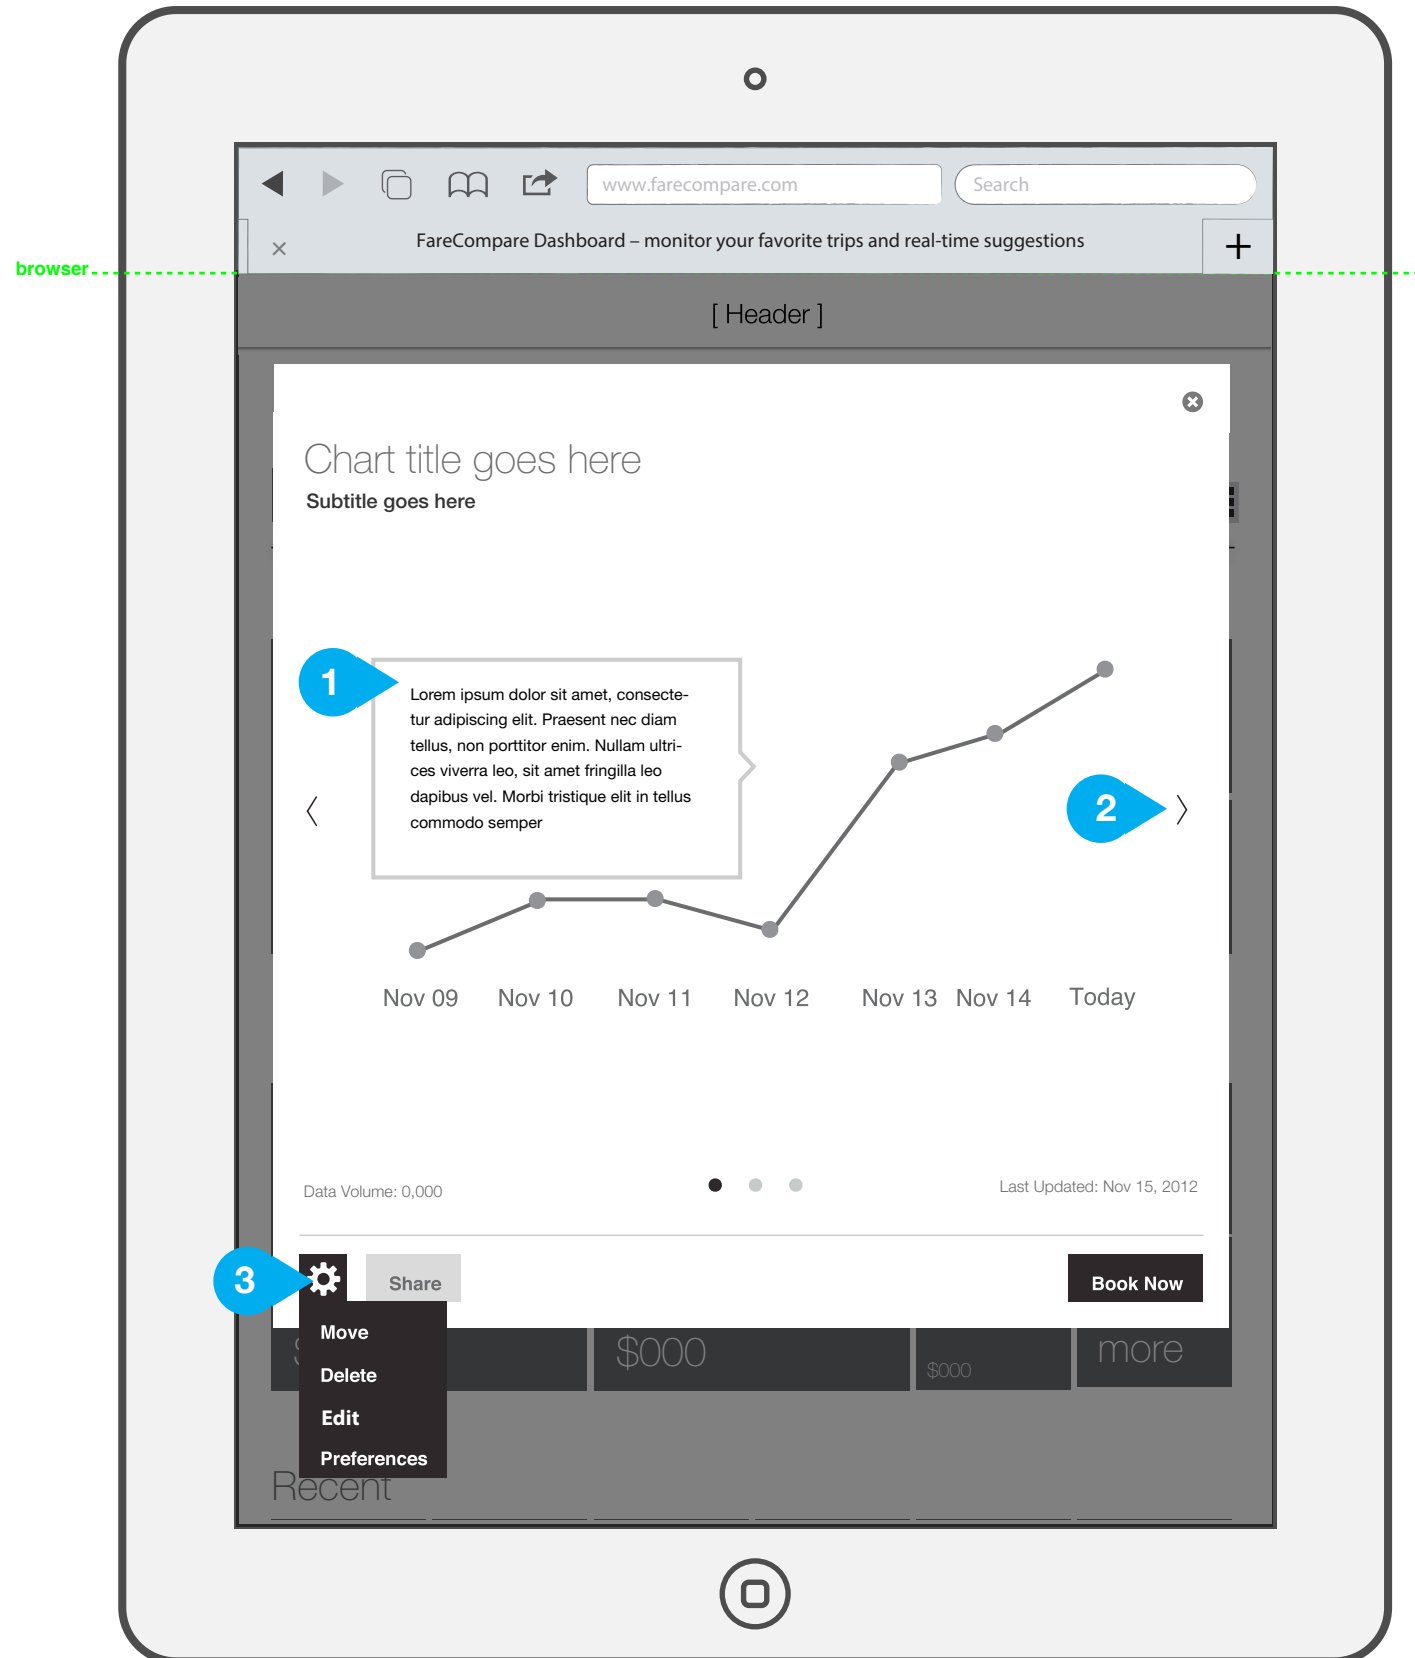 www.farecompare.com
Search
FareCompare Dashboard – monitor your favorite trips and real-time suggestions
browser
[ Header ]
Chart title goes here
Subtitle goes here
1
Lorem ipsum dolor sit amet, consecte-
tur adipiscing elit. Praesent nec diam
tellus, non porttitor enim. Nullam ultri-
ces viverra leo, sit amet fringilla leo
dapibus vel. Morbi tristique elit in tellus
commodo semper
2
Nov 09 Nov 10 Nov 11 Nov 12 Nov 13 Nov 14 Today
Data Volume: 0,000
Last Updated: Nov 15, 2012
3
Share
Book Now
Move
Delete
Edit
Preferences
$000
$000
more
Recent